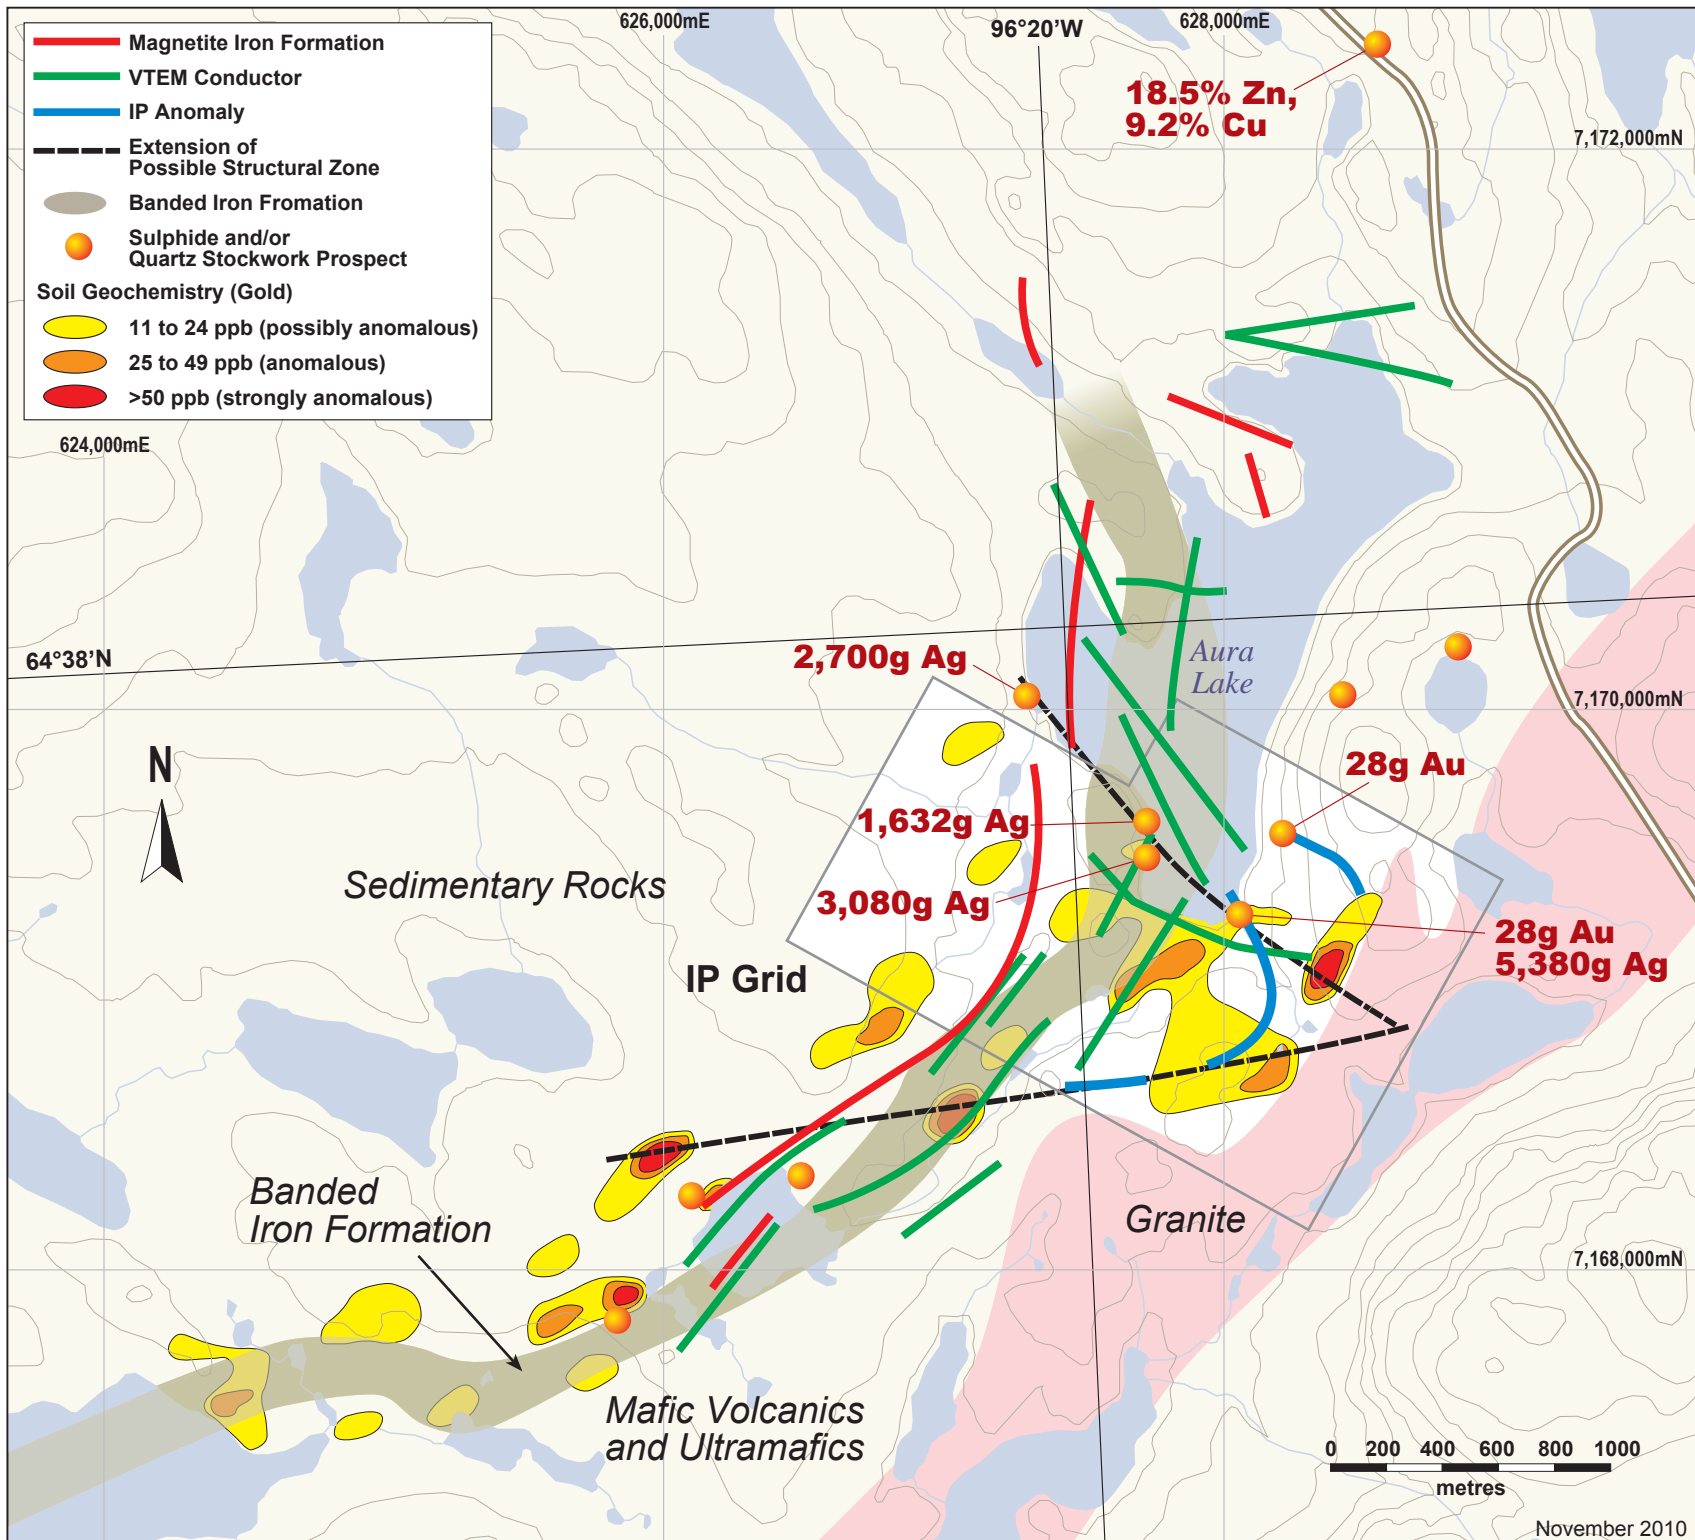 626,000mE
96°20'W
628,000mE
Magnetite Iron Formation
VTEM Conductor
IP Anomaly
Extension of
Possible Structural Zone
Banded Iron Fromation
Sulphide and/or
Quartz Stockwork Prospect
Soil Geochemistry (Gold)
11 to 24 ppb (possibly anomalous)
25 to 49 ppb (anomalous)
>50 ppb (strongly anomalous)
18.5% Zn,
9.2% Cu
7,172,000mN
624,000mE
64°38'N
2,700g Ag
Aura
Lake
7,170,000mN
N
28g Au
1,632g Ag
Sedimentary Rocks
3,080g Ag
28g Au
5,380g Ag
IP Grid
Banded
Iron Formation
Granite
7,168,000mN
Mafic Volcanics
and Ultramafics
0 200 400 600 800 1000
metres
November 2010